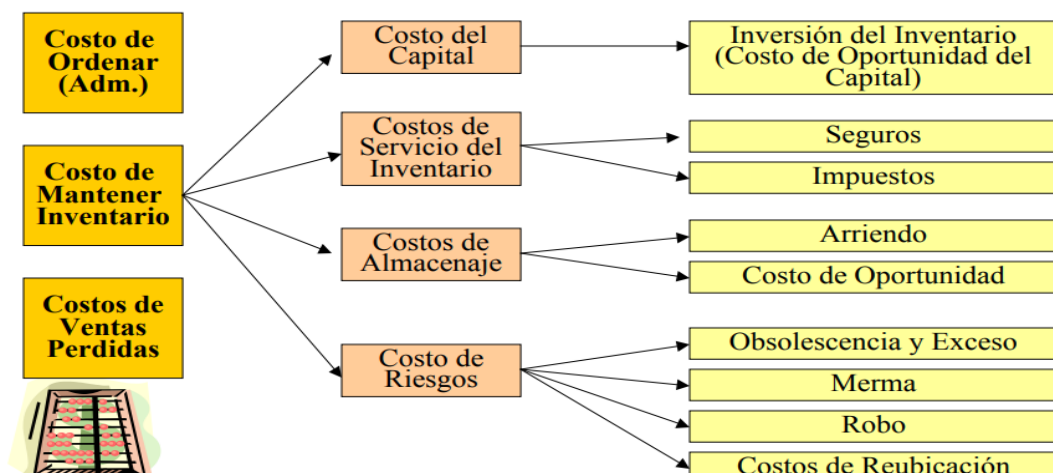 Costo de
Ordenar
(Adm.)
Costo de
Mantener
Inventario
Costos de
Ventas
Perdidas
Costo del
Capital
Costos de
Servicio del
Inventario
Costos de
Almacenaje
Costo de
Riesgos
Inversión del Inventario
(Costo de Oportunidad del
Capital)
Seguros
Impuestos
Arriendo
Costo de Oportunidad
Obsolescencia y Exceso
Merma
Robo
Costos de Reubicación